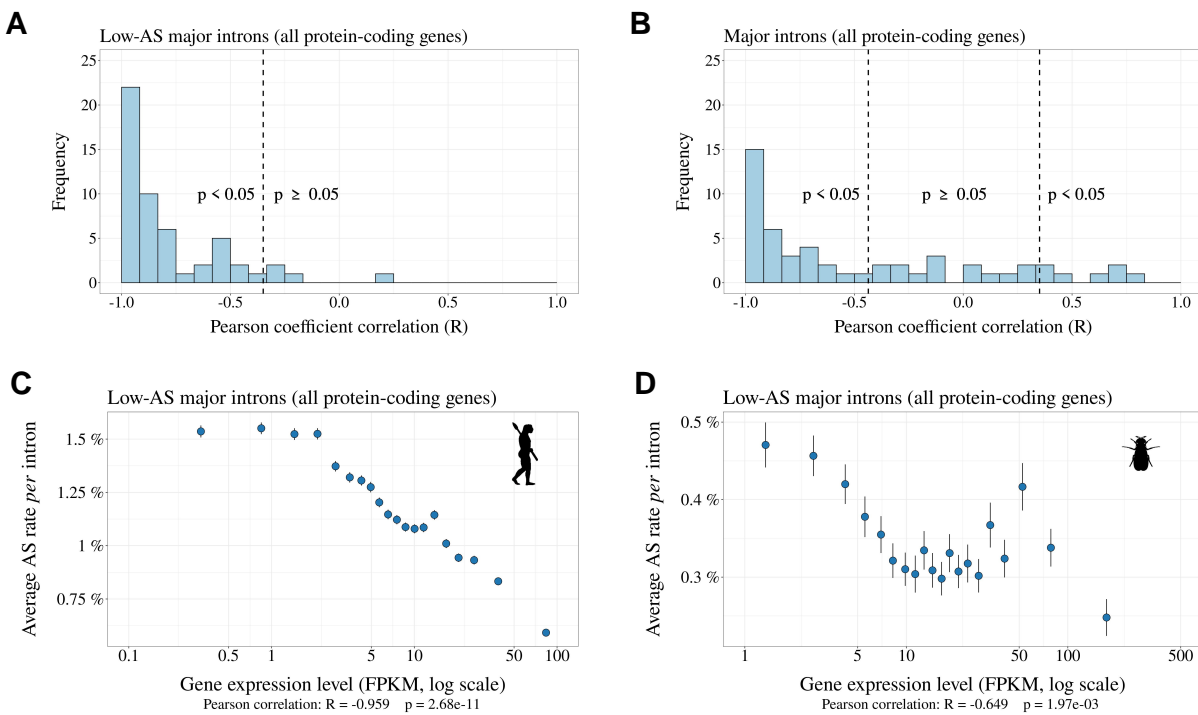 A
Low-AS major introns (all protein-coding genes)
Frequency
25
20
15
10
5
0
p < 0.05
p ≥ 0.05
-1.0
-0.5
0.0
0.5
1.0
Pearson coefficient correlation (R)
B
Major introns (all protein-coding genes)
Frequency
25
20
15
10
5
0
p < 0.05
p ≥ 0.05
p < 0.05
-1.0
-0.5
0.0
0.5
1.0
Pearson coefficient correlation (R)
C
Low-AS major introns (all protein-coding genes)
Average AS rate per intron
1.5 %
1.25 %
1 %
0.75 %
0.1
0.5
1
5
10
50
100
Gene expression level (FPKM, log scale)
Pearson correlation: R = -0.959 p = 2.68e-11
D
Low-AS major introns (all protein-coding genes)
Average AS rate per intron
0.5 %
0.4 %
0.3 %
1
5
10
50
100
500
Gene expression level (FPKM, log scale)
Pearson correlation: R = -0.649 p = 1.97e-03